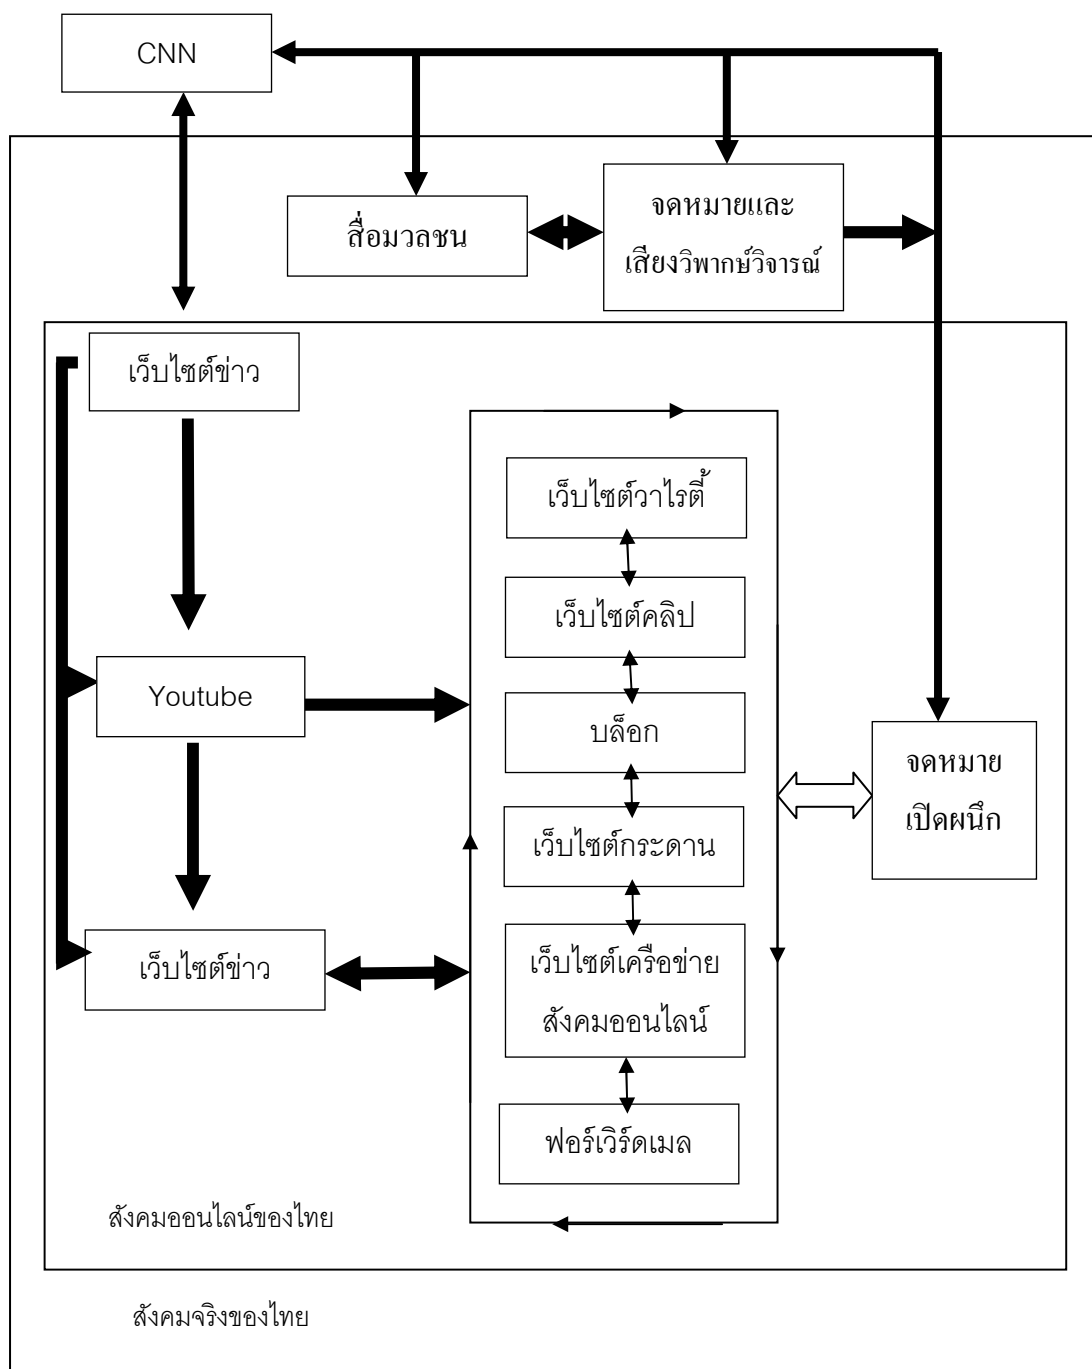 CNN
สื่อมวลชน
จดหมายและ
เสียงวิพากษ์วิจารณ์
เว็บไซต์ข่าว
เว็บไซต์วาไรตี้
เว็บไซต์คลิป
Youtube
บล็อก
จดหมาย
เปิดผนึก
เว็บไซต์กระดาน
เว็บไซต์ข่าว
เว็บไซต์เครือข่าย
สังคมออนไลน์
ฟอร์เวิร์ดเมล
สังคมออนไลน์ของไทย
สังคมจริงของไทย